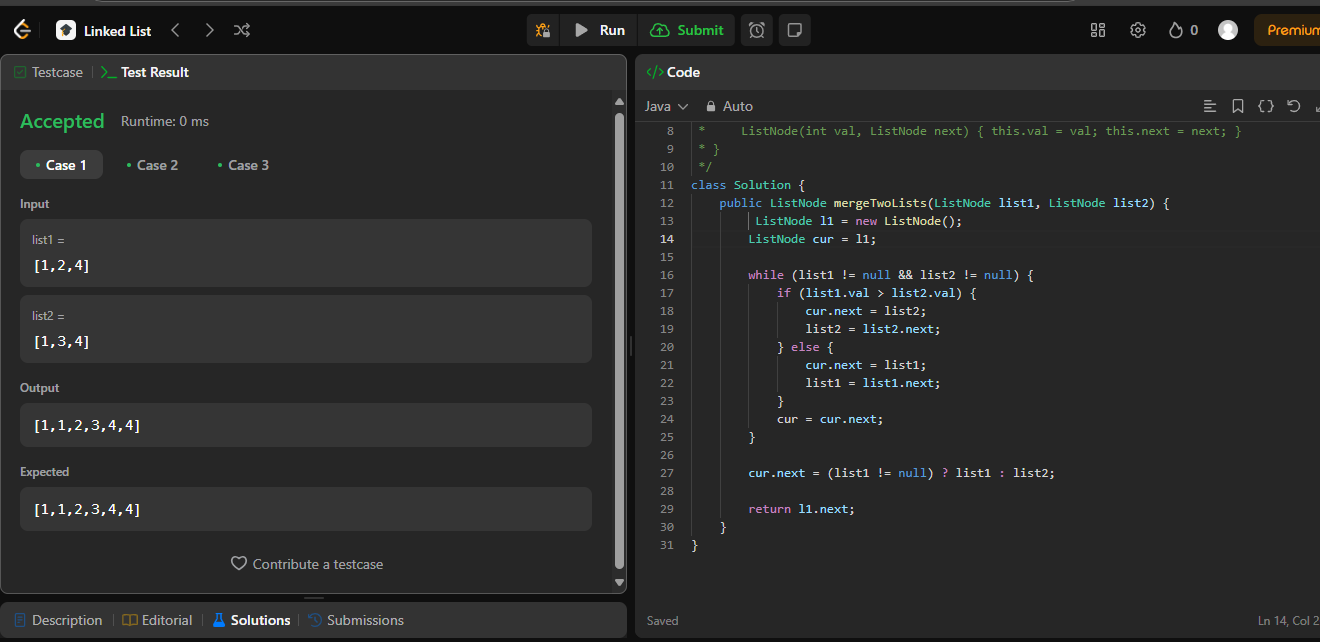 Linked List
Run
Submit
0
Premium
Testcase
Test Result
Accepted Runtime: 0 ms
• Case 1 • Case 2 • Case 3
Input
list1 =
[1,2,4]
list2 =
[1,3,4]
Output
[1,1,2,3,4,4]
Expected
[1,1,2,3,4,4]
Contribute a testcase
Description
Editorial
Solutions
Submissions
</> Code
Java Auto
8 * ListNode(int val, ListNode next) { this.val = val; this.next = next; }
9 * }
10 */
11 class Solution {
12 public ListNode mergeTwoLists(ListNode list1, ListNode list2) {
13 ListNode l1 = new ListNode();
14 ListNode cur = l1;
15
16 while (list1 != null && list2 != null) {
17 if (list1.val > list2.val) {
18 cur.next = list2;
19 list2 = list2.next;
20 } else {
21 cur.next = list1;
22 list1 = list1.next;
23 }
24 cur = cur.next;
25 }
26
27 cur.next = (list1 != null) ? list1 : list2;
28
29 return l1.next;
30 }
31 }
Saved
Ln 14, Col 2